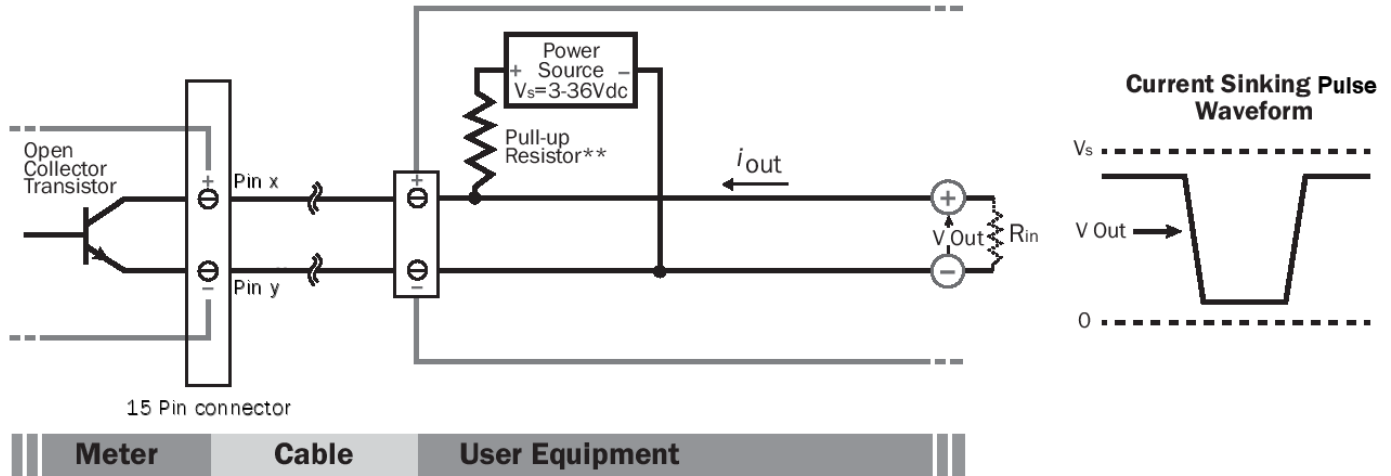 Power
+ Source −
Vs=3-36Vdc
Current Sinking Pulse
Waveform
Open
Collector
Transistor
Pull-up
Resistor**
+
Pin x
+
iout
Vs
+
V Out
Rin
V Out
−
Pin y
−
−
0
15 Pin connector
Meter
Cable
User Equipment